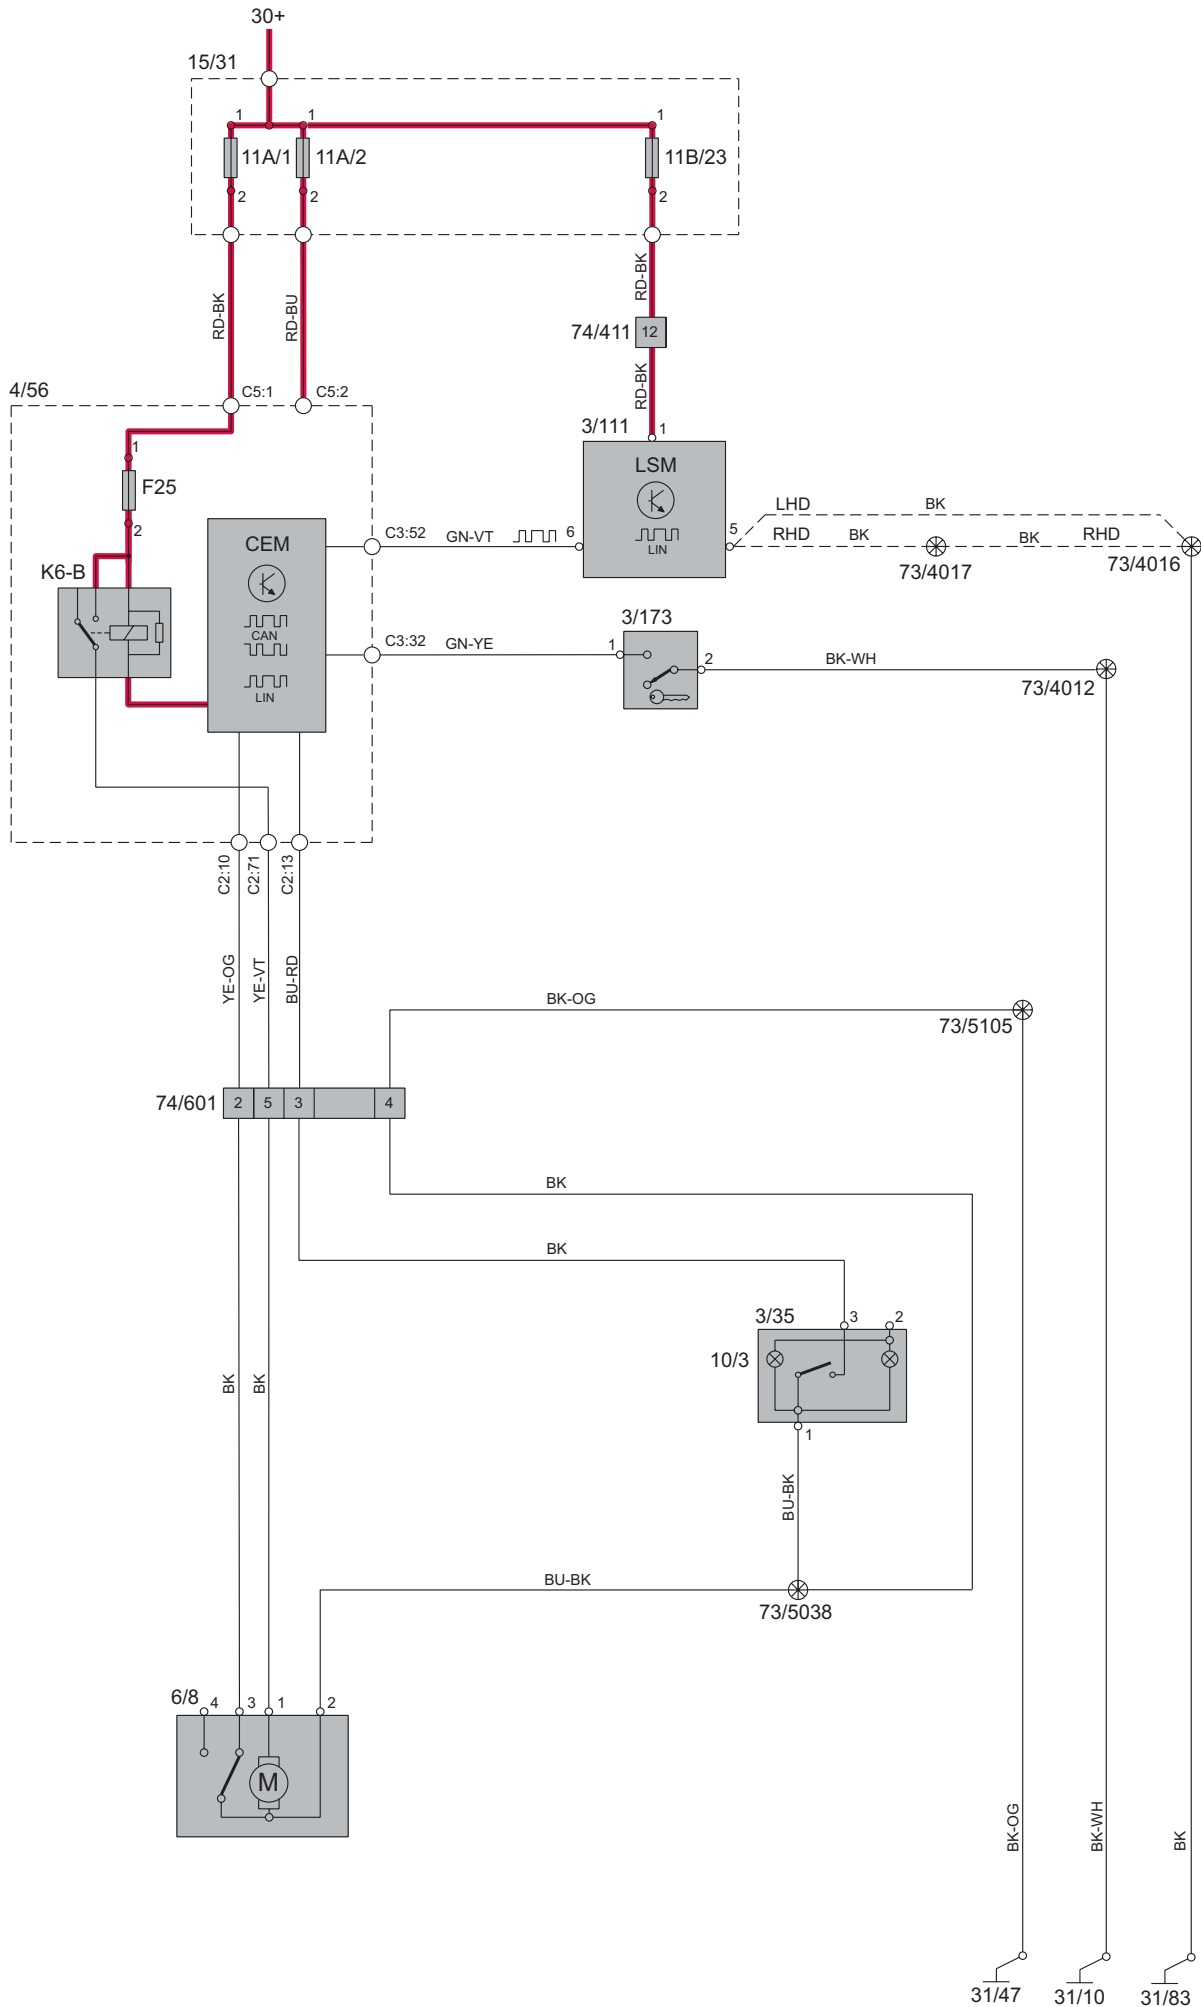 30+
15/31
1 1 1
11A/1 11A/2 11B/23
2 2 2
RD-BK RD-BU RD-BK
74/411 12
RD-BK
4/56 C5:1 C5:2
3/111 1
LSM
LIN
1
F25
2
K6-B
CEM
CAN
LIN
C3:52 GN-VT 6
5 LHD BK
RHD BK BK RHD
73/4017 73/4016
C3:32 GN-YE
3/173
1 2
BK-WH
73/4012
C2:10 C2:71 C2:13
YE-OG YE-VT BU-RD
BK-OG
73/5105
74/601 2 5 3 4
BK
BK
3/35 3 2
10/3
BK BK
1
BU-BK
BU-BK
73/5038
6/8 4 3 1 2
M
BK-OG BK-WH BK
31/47 31/10 31/83